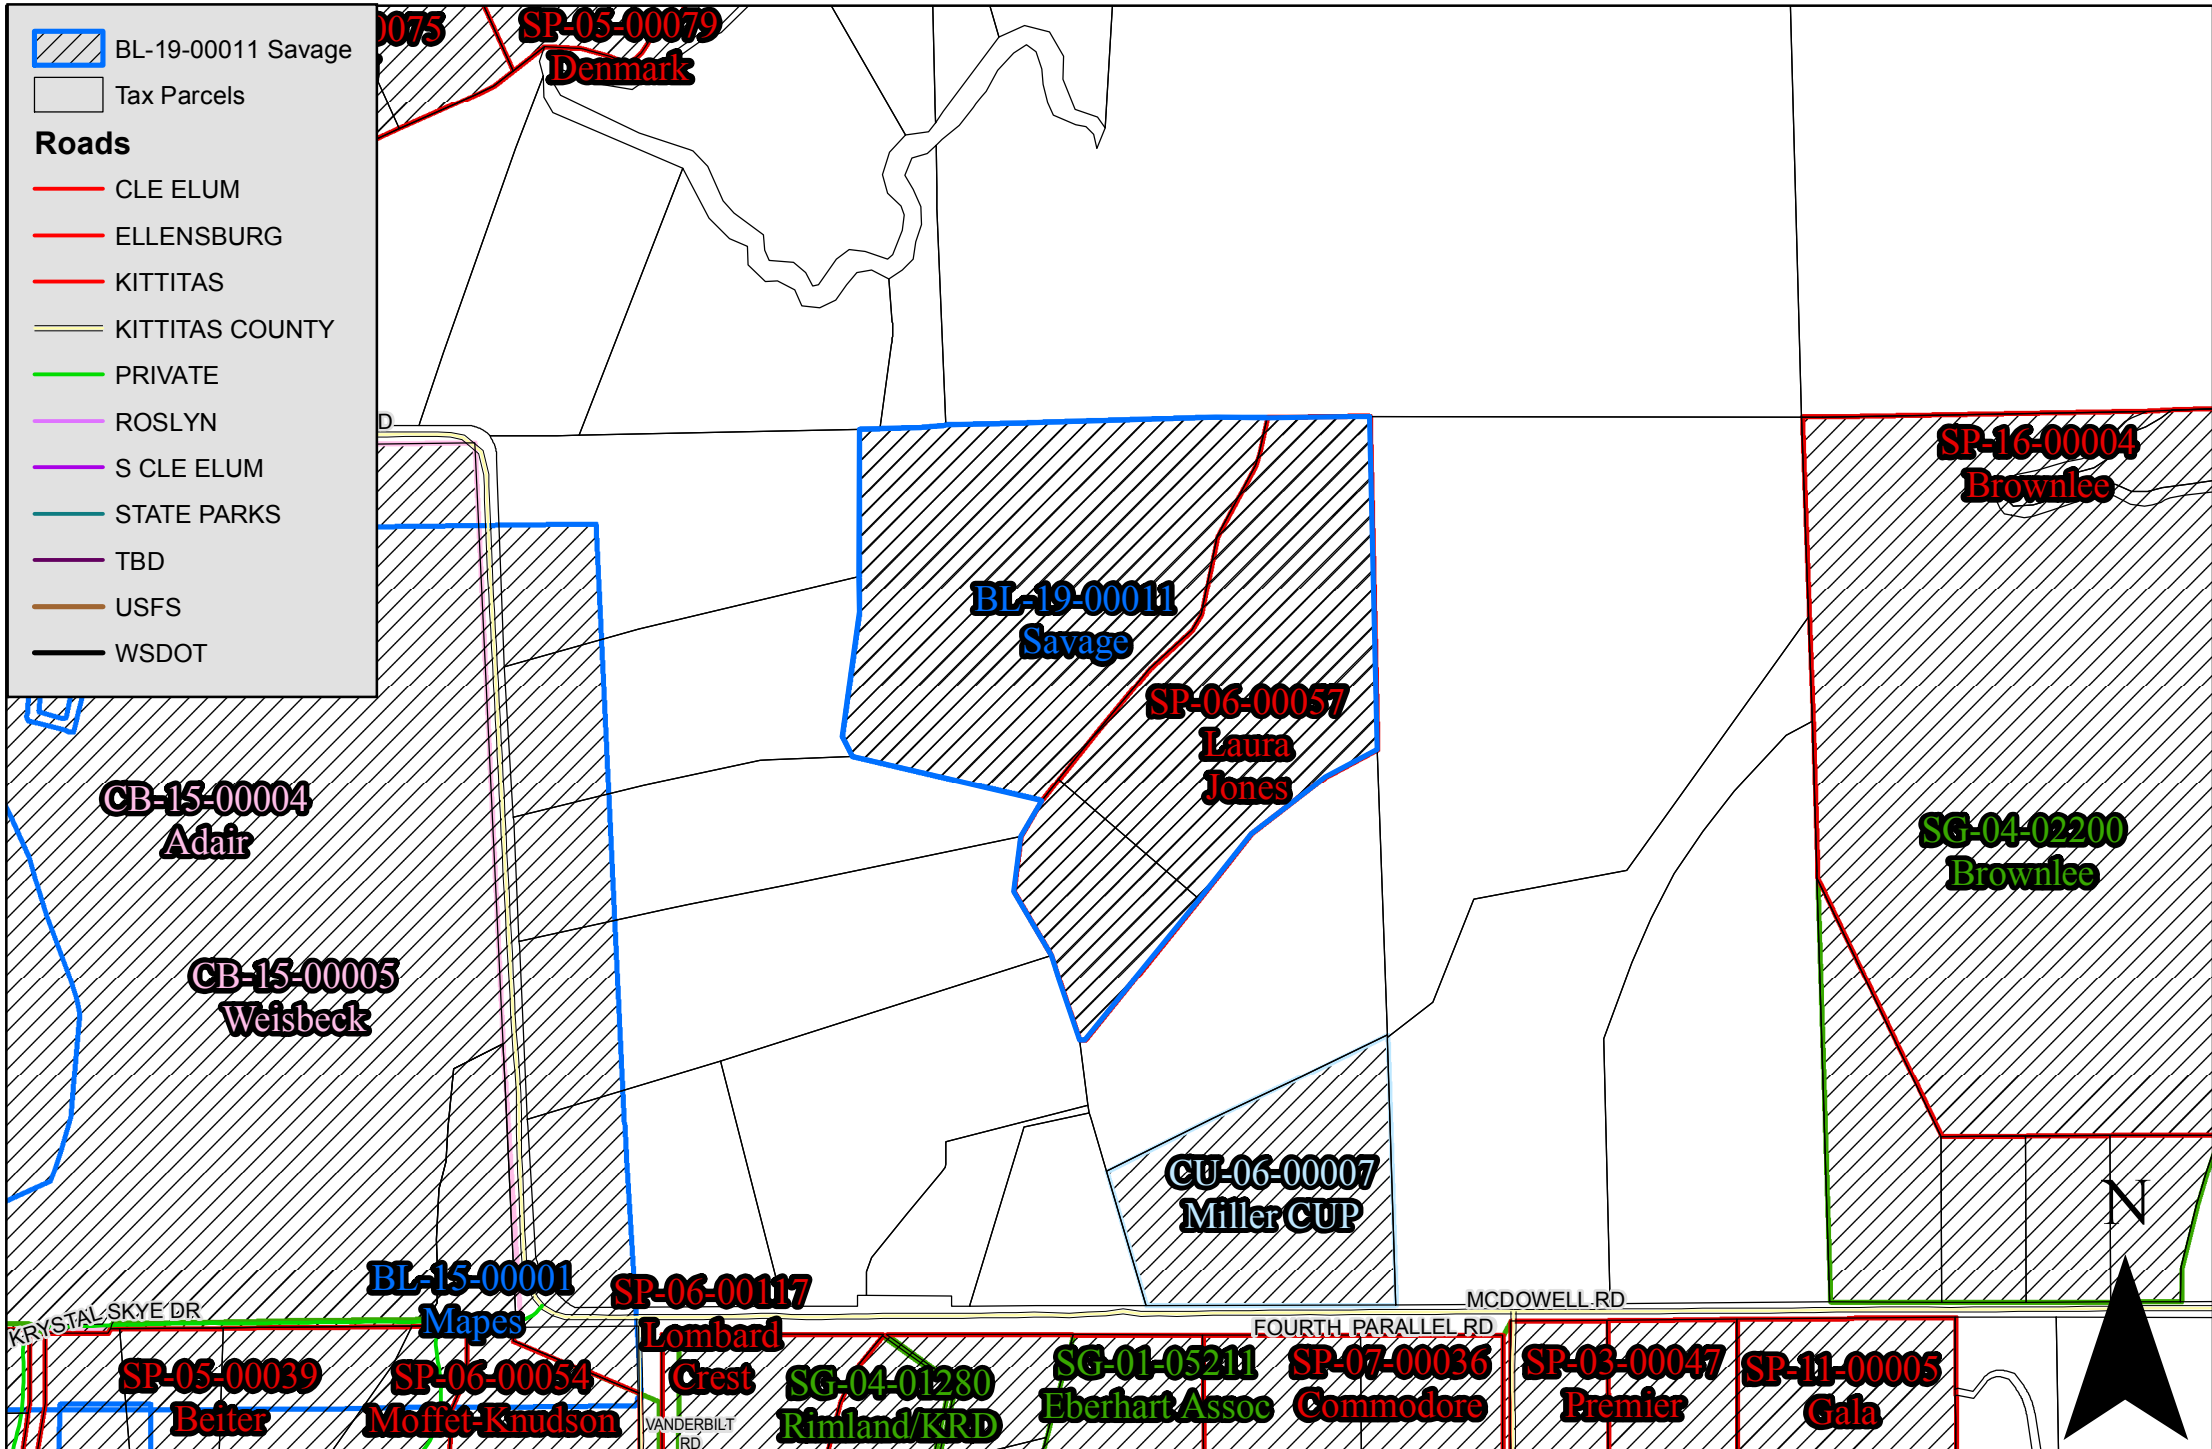 BL-19-00011 Savage
Tax Parcels
Roads
CLE ELUM
ELLENSBURG
KITTITAS
KITTITAS COUNTY
PRIVATE
ROSLYN
S CLE ELUM
STATE PARKS
TBD
USFS
WSDOT
0075
SP-05-00079
Denmark
D
SP-16-00004
Brownlee
BL-19-00011
Savage
SP-06-00057
Laura
Jones
CB-15-00004
Adair
SG-04-02200
Brownlee
CB-15-00005
Weisbeck
CU-06-00007
Miller CUP
N
BL-15-00001
Mapes
SP-06-00117
Lombard
Crest
KRYSTAL SKYE DR
MCDOWELL RD
FOURTH PARALLEL RD
SP-05-00039
Beiter
SP-06-00054
Moffet-Knudson
VANDERBILT
RD
SG-04-01280
Rimland/KRD
SG-01-05211
Eberhart Assoc
SP-07-00036
Commodore
SP-03-00047
Premier
SP-11-00005
Gala